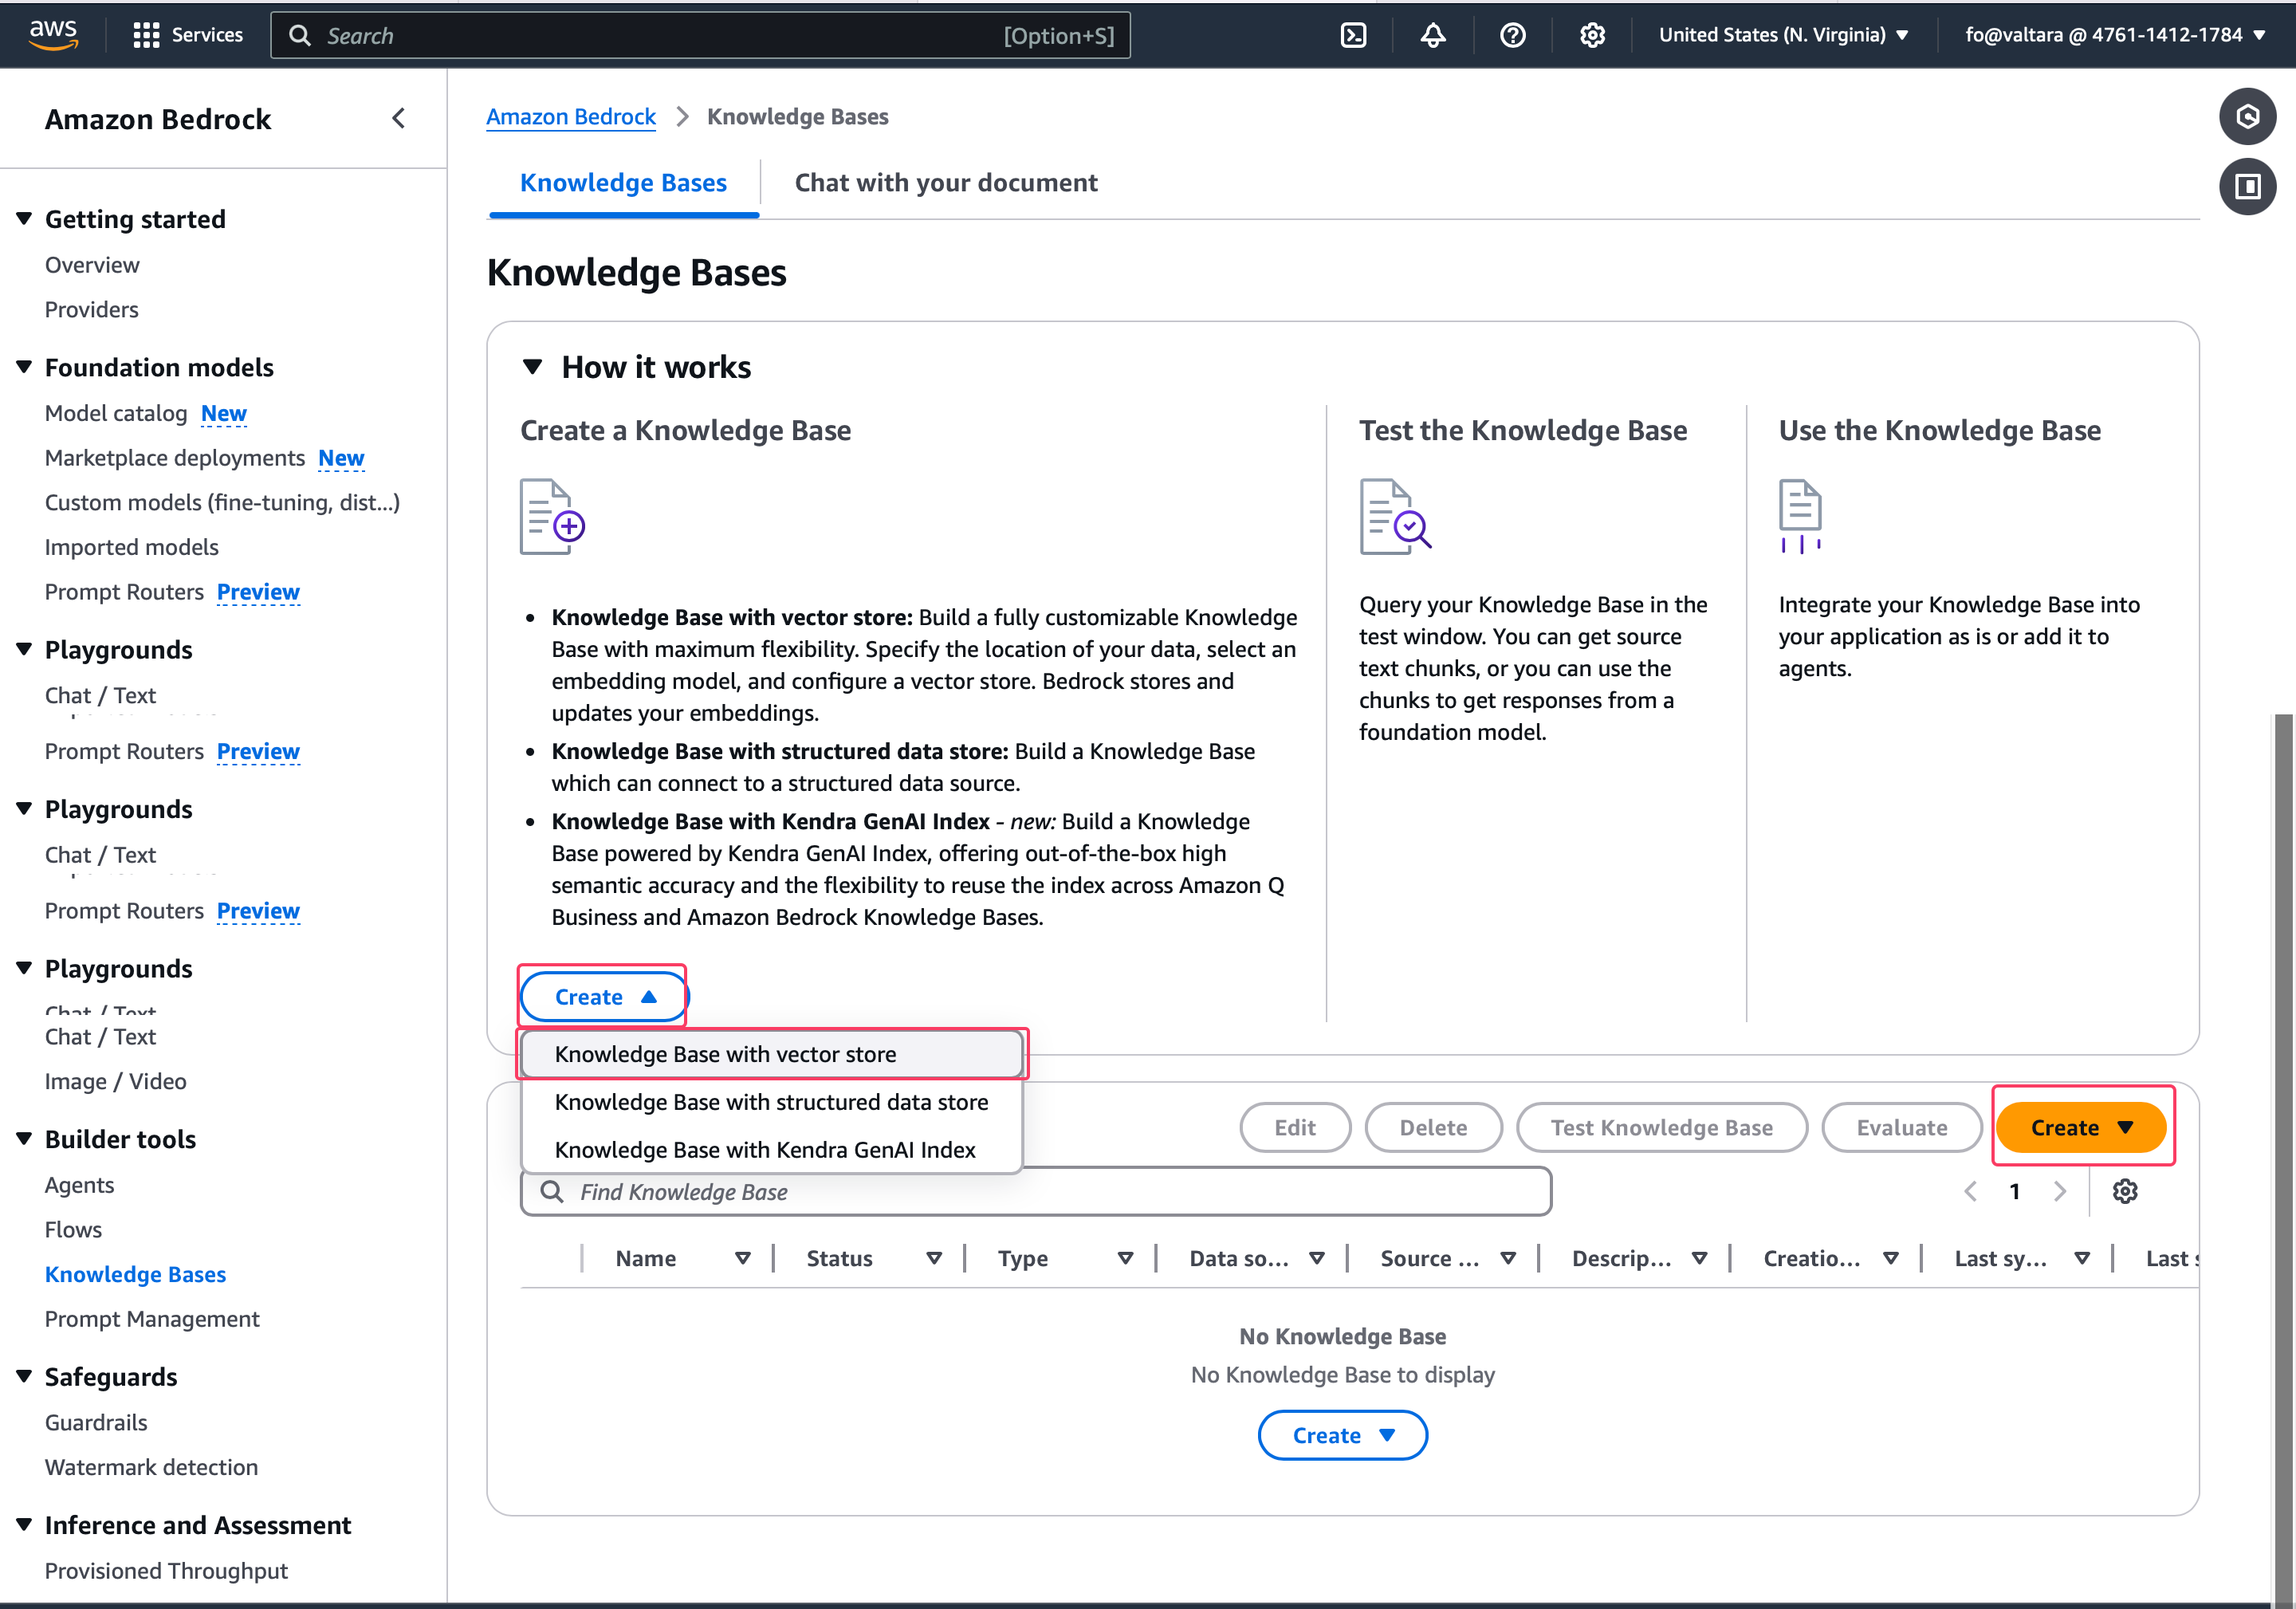 aws
Services
Search
[Option+S]
United States (N. Virginia)
fo@valtara @ 4761-1412-1784
Amazon Bedrock
Getting started
Overview
Providers
Foundation models
Model catalog New
Marketplace deployments New
Custom models (fine-tuning, dist...)
Imported models
Prompt Routers Preview
Playgrounds
Chat / Text
Prompt Routers Preview
Playgrounds
Chat / Text
Prompt Routers Preview
Playgrounds
Chat / Text
Chat / Text
Image / Video
Builder tools
Agents
Flows
Knowledge Bases
Prompt Management
Safeguards
Guardrails
Watermark detection
Inference and Assessment
Provisioned Throughput
Amazon Bedrock > Knowledge Bases
Knowledge Bases
Chat with your document
Knowledge Bases
How it works
Create a Knowledge Base
• Knowledge Base with vector store: Build a fully customizable Knowledge
Base with maximum flexibility. Specify the location of your data, select an
embedding model, and configure a vector store. Bedrock stores and
updates your embeddings.
• Knowledge Base with structured data store: Build a Knowledge Base
which can connect to a structured data source.
• Knowledge Base with Kendra GenAI Index - new: Build a Knowledge
Base powered by Kendra GenAI Index, offering out-of-the-box high
semantic accuracy and the flexibility to reuse the index across Amazon Q
Business and Amazon Bedrock Knowledge Bases.
Test the Knowledge Base
Query your Knowledge Base in the
test window. You can get source
text chunks, or you can use the
chunks to get responses from a
foundation model.
Use the Knowledge Base
Integrate your Knowledge Base into
your application as is or add it to
agents.
Create
Knowledge Base with vector store
Knowledge Base with structured data store
Knowledge Base with Kendra GenAI Index
Edit
Delete
Test Knowledge Base
Evaluate
Create
Find Knowledge Base
1
Name
Status
Type
Data so...
Source ...
Descrip...
Creatio...
Last sy...
Last
No Knowledge Base
No Knowledge Base to display
Create